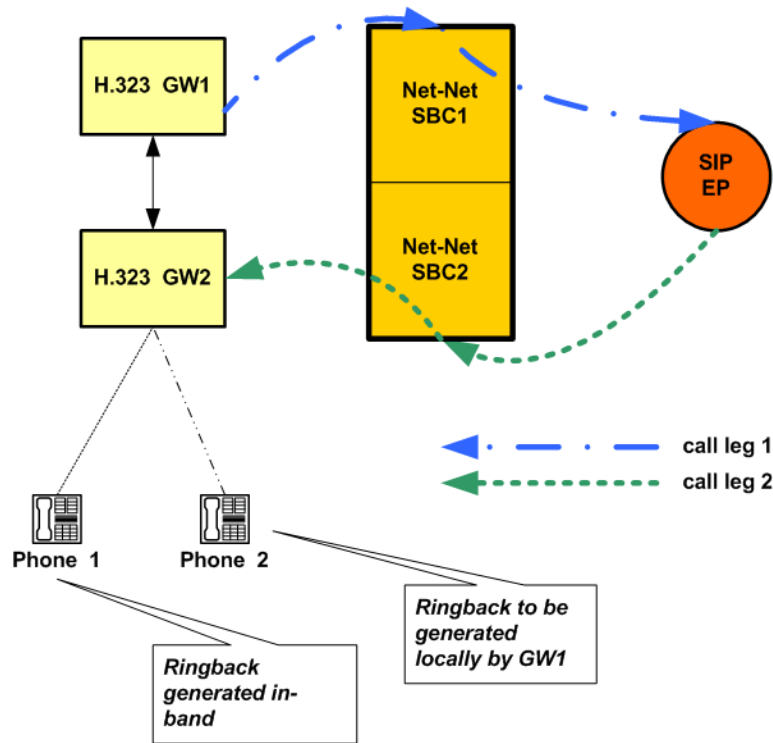 H.323 GW1
Net-Net
SBC1
SIP
EP
H.323 GW2
Net-Net
SBC2
call leg 1
call leg 2
Phone 1
Phone 2
Ringback to be
generated
locally by GW1
Ringback
generated in-
band